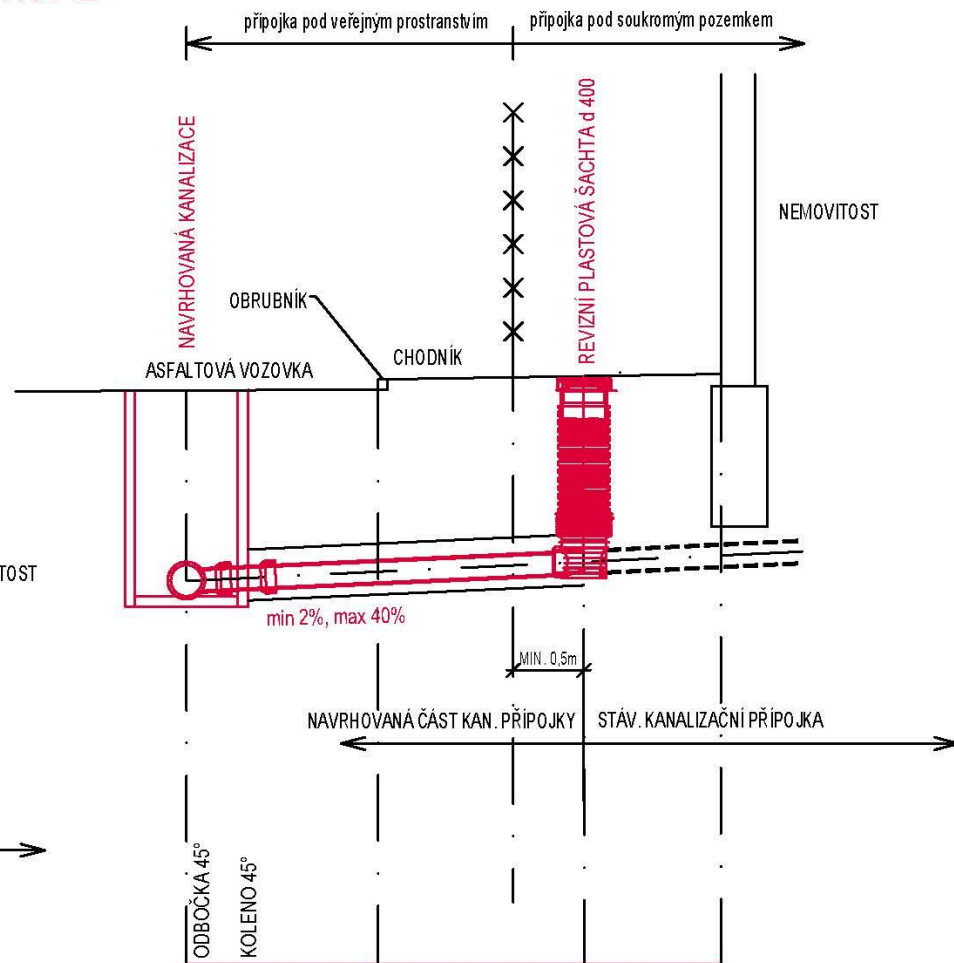 přípojka pod veřejným prostranstvím
přípojka pod soukromým pozemkem
NAVRHOVANÁ KANALIZACE
REVIZNÍ PLASTOVÁ ŠACHTA d 400
NEMOVITOST
OBRUBNÍK
CHODNÍK
ASFALTOVÁ VOZOVKA
TOST
min 2%, max 40%
MIN. 0,5m
NAVRHOVANÁ ČÁST KAN. PŘÍPOJKY
STÁV. KANALIZAČNÍ PŘÍPOJKA
ODBOČKA 45°
KOLENO 45°